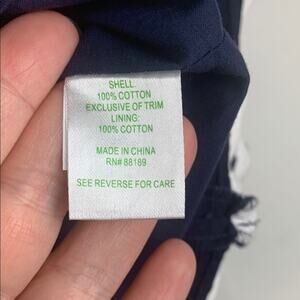 SHELL
100% COTTON
EXCLUSIVE OF TRIM
LINING:
100% COTTON
MADE IN CHINA
RN# 88189
SEE REVERSE FOR CARE